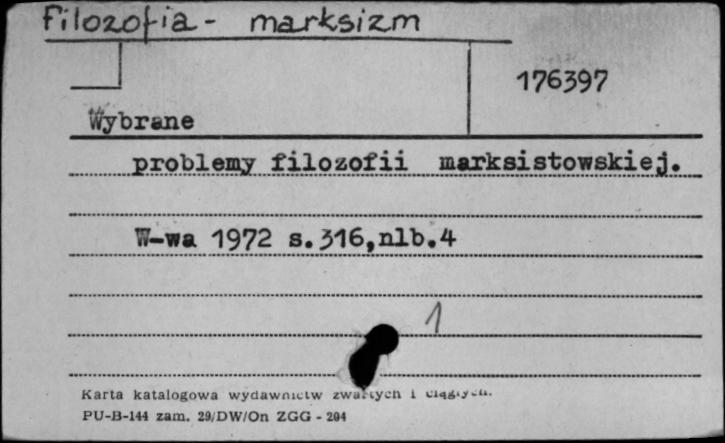 Filozofia - marksizm
176397
Wybrane
problemy filozofii marksistowskiej.
W-wa 1972 s.316,nlb.4
1
Karta katalogowa wydawnictw zwartych i ciągłych.
PU-B-144 zam. 29/DW/On ZGG - 204